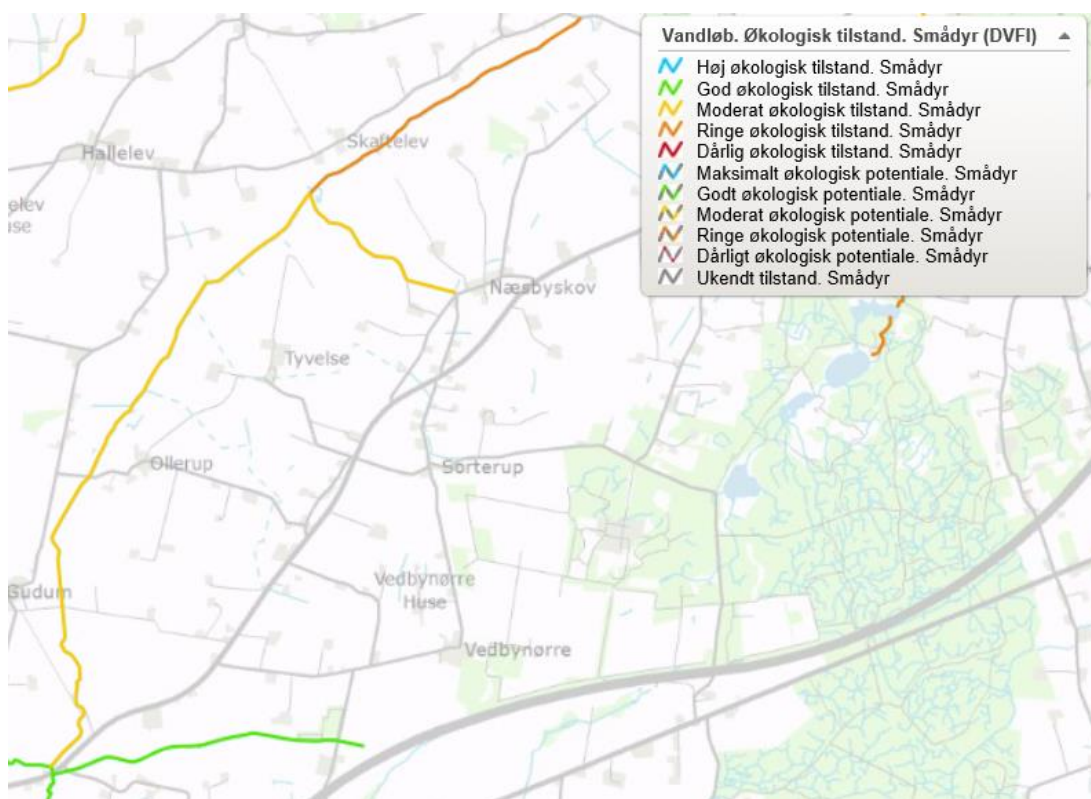 Vandløb. Økologisk tilstand. Smådyr (DVFI)
Høj økologisk tilstand. Smådyr
God økologisk tilstand. Smådyr
Moderat økologisk tilstand. Smådyr
Ringe økologisk tilstand. Smådyr
Dårlig økologisk tilstand. Smådyr
Maksimalt økologisk potentiale. Smådyr
Godt økologisk potentiale. Smådyr
Moderat økologisk potentiale. Smådyr
Ringe økologisk potentiale. Smådyr
Dårligt økologisk potentiale. Smådyr
Ukendt tilstand. Smådyr
Skaftelev
Hallelev
elev
use
Næsbyskov
Tyvelse
Ollerup
Sorterup
Vedbynørre
Huse
Gudum
Vedbynørre